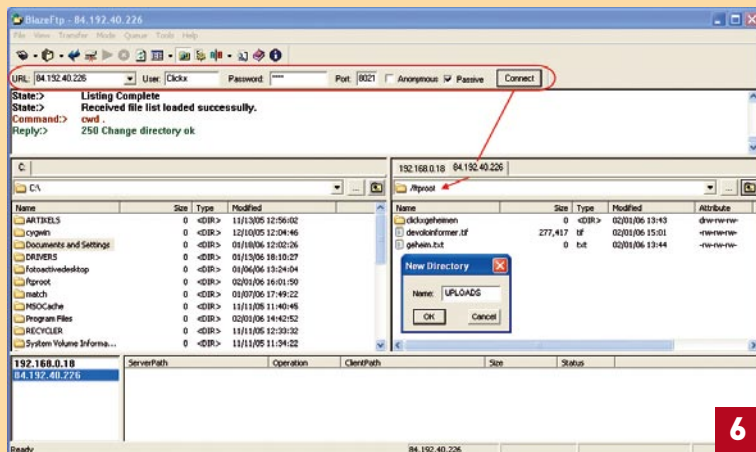 BlazeFtp - 84.192.40.226
File View Transfer Mode Queue Tools Help
URL: 84.192.40.226 User: Clickx Password: **** Port: 8021 Anonymous Passive Connect
State:> Listing Complete
State:> Received file list loaded successully.
Command:> cwd .
Reply:> 250 Change directory ok
C:
C:\
Name Size Type Modified
ARTIKELS 0 <DIR> 11/13/05 12:56:02
cygwin 0 <DIR> 12/10/05 12:04:46
Documents and Settings 0 <DIR> 01/18/06 12:02:26
DRIVERS 0 <DIR> 01/13/06 18:10:27
fotoactivedesktop 0 <DIR> 01/06/06 13:24:04
ftproot 0 <DIR> 02/01/06 16:01:50
match 0 <DIR> 01/07/06 17:49:22
MSOCache 0 <DIR> 11/11/05 11:40:45
Program Files 0 <DIR> 02/01/06 14:42:52
RECYCLER 0 <DIR> 11/11/05 12:33:32
System Volume Informa... 0 <DIR> 11/11/05 11:34:22
192.168.0.18 84.192.40.226
/ftproot
Name Size Type Modified Attribute
clickxgeheimen 0 <DIR> 02/01/06 13:43 drw-rw-rw-
devoloinformer.tif 277,417 tif 02/01/06 15:01 -rw-rw-rw-
geheim.txt 0 txt 02/01/06 13:44 -rw-rw-rw-
New Directory
Name: UPLOADS
OK Cancel
192.168.0.18
84.192.40.226
ServerPath Operation ClientPath Size Status
Ready 84.192.40.226
6